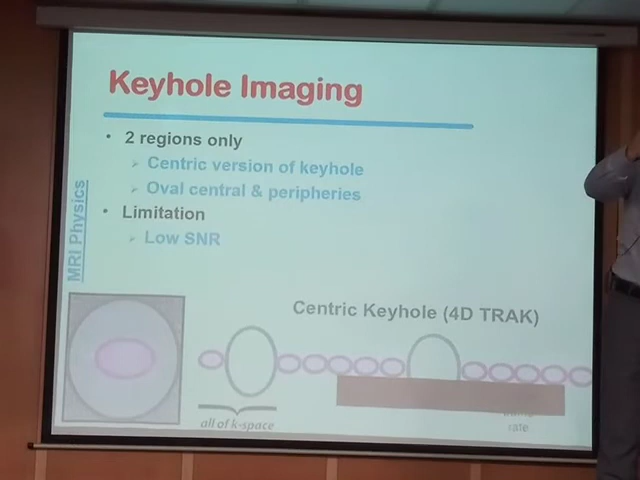 Keyhole Imaging
• 2 regions only
➢ Centric version of keyhole
➢ Oval central & peripheries
• Limitation
➢ Low SNR
MRI Physics
Centric Keyhole (4D TRAK)
all of k-space
rate